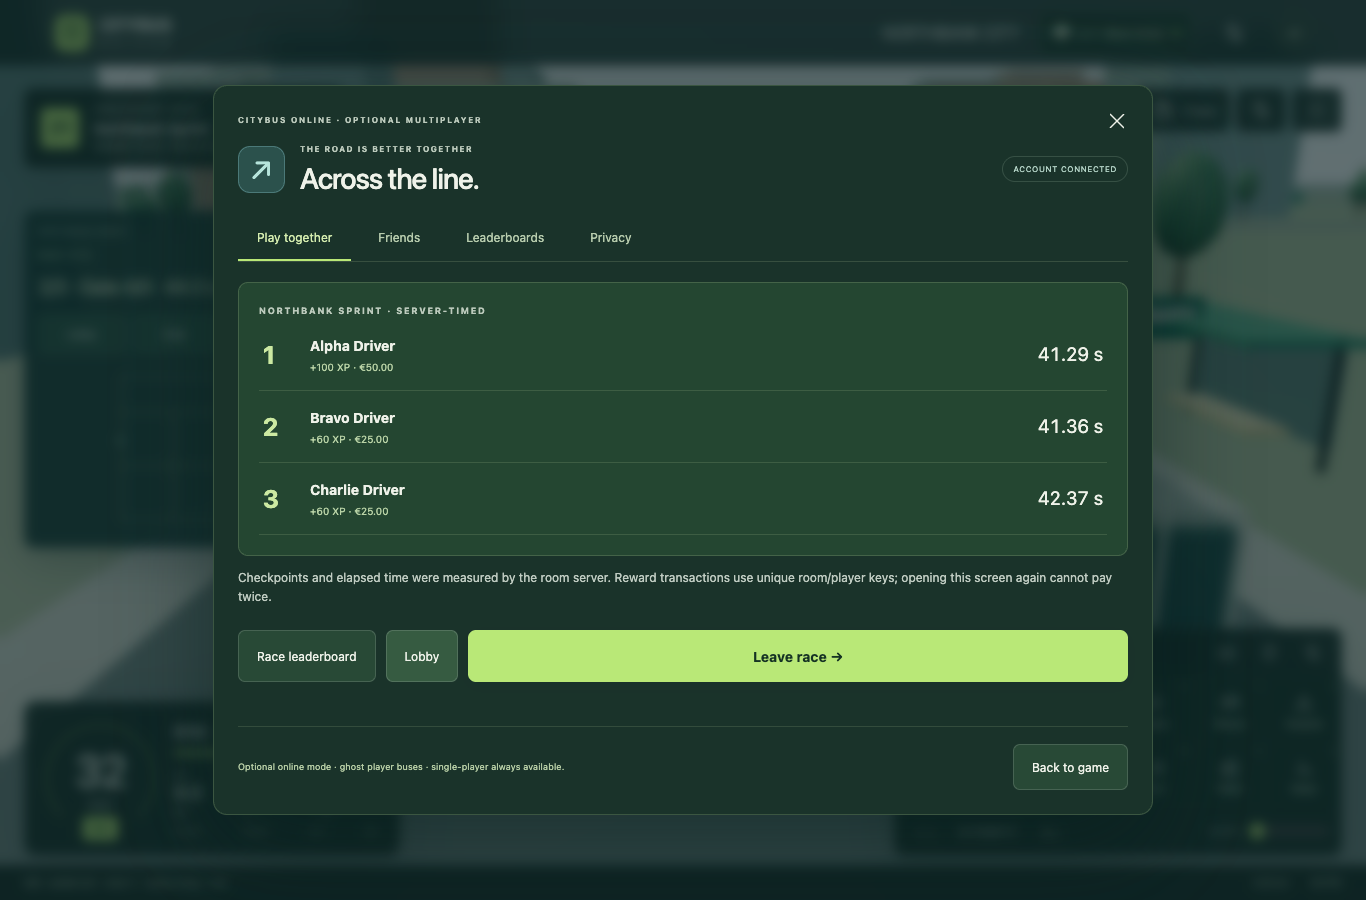 CITYBUS ONLINE · OPTIONAL MULTIPLAYER
THE ROAD IS BETTER TOGETHER
Across the line.
ACCOUNT CONNECTED
Play together
Friends
Leaderboards
Privacy
NORTHBANK SPRINT · SERVER-TIMED
1
Alpha Driver
+100 XP · €50.00
41.29 s
2
Bravo Driver
+60 XP · €25.00
41.36 s
3
Charlie Driver
+60 XP · €25.00
42.37 s
Checkpoints and elapsed time were measured by the room server. Reward transactions use unique room/player keys; opening this screen again cannot pay
twice.
Race leaderboard
Lobby
Leave race →
Optional online mode · ghost player buses · single-player always available.
Back to game
32